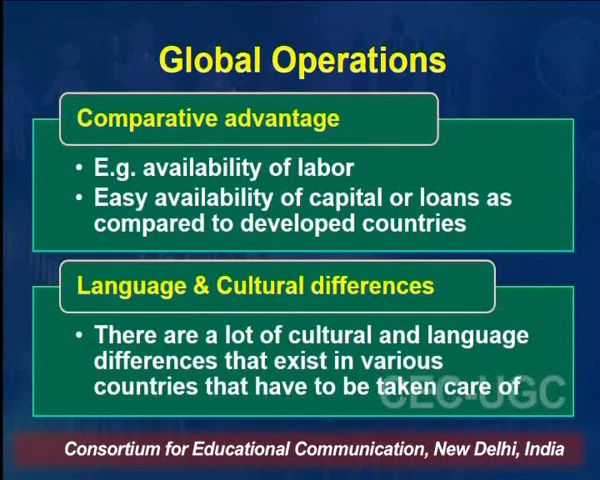 Global Operations
Comparative advantage
• E.g. availability of labor
• Easy availability of capital or loans as
compared to developed countries
Language & Cultural differences
• There are a lot of cultural and language
differences that exist in various
countries that have to be taken care of
CEC-UGC
Consortium for Educational Communication, New Delhi, India